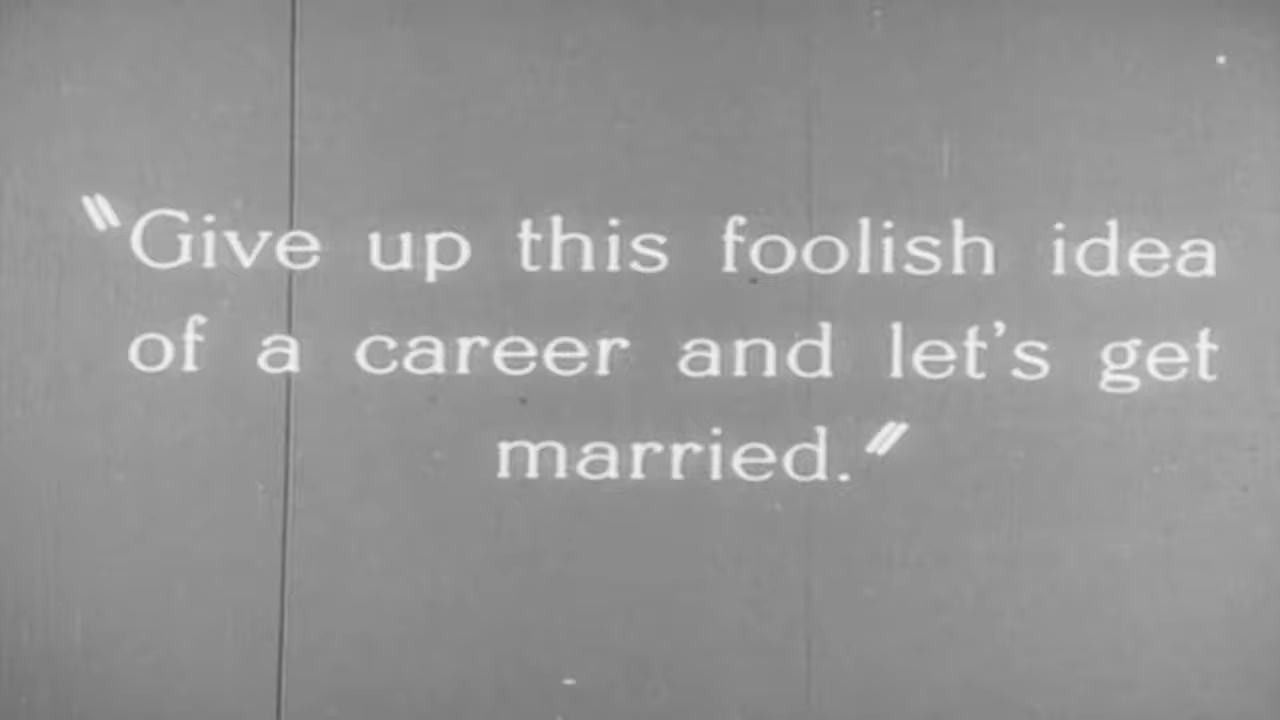 "Give up this foolish idea
of a career and let's get
married."